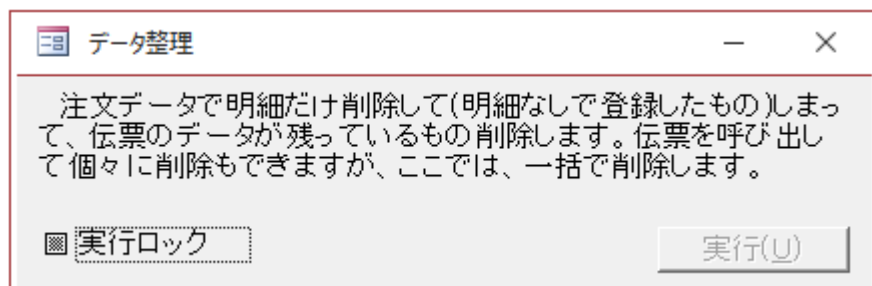 データ整理
注文データで明細だけ削除して(明細なしで登録したもの)しまっ
て、伝票のデータが残っているもの削除します。伝票を呼び出し
て個々に削除もできますが、ここでは、一括で削除します。
実行ロック
実行(U)